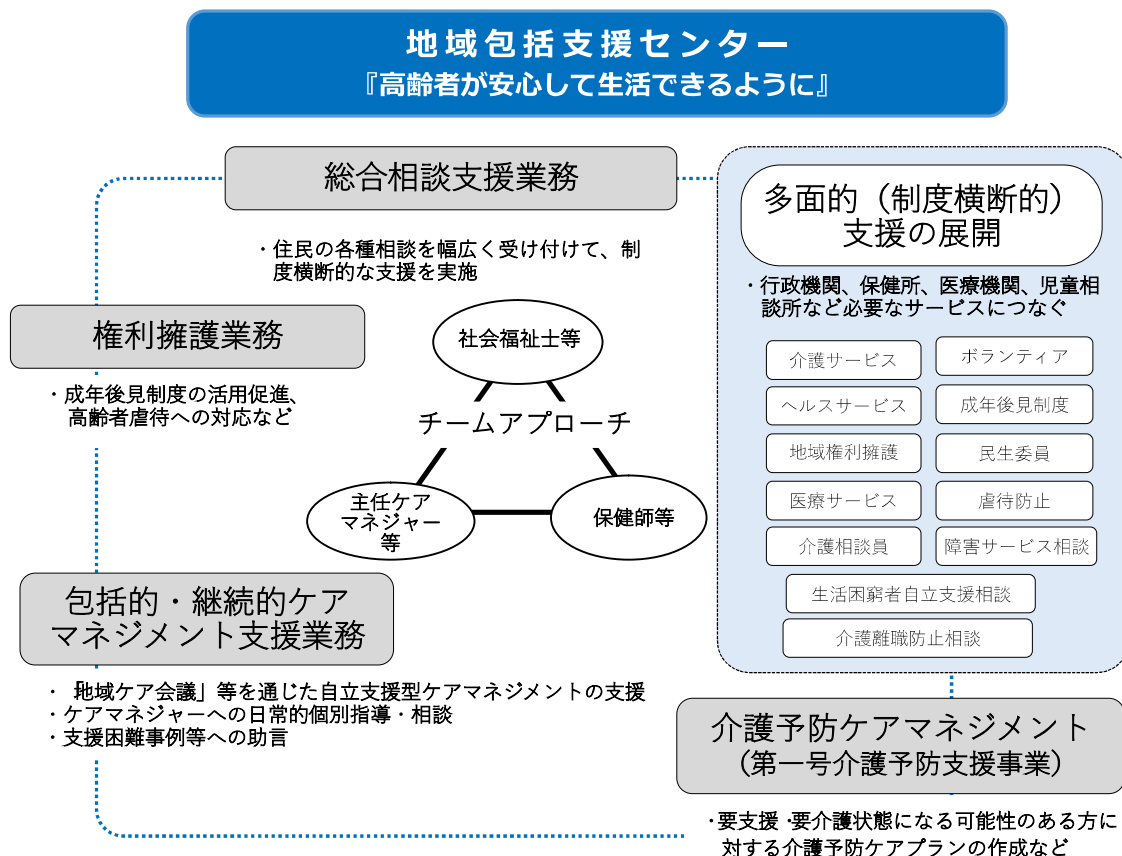 地域包括支援センター
『高齢者が安心して生活できるように』
総合相談支援業務
・住民の各種相談を幅広く受け付けて、制
度横断的な支援を実施
権利擁護業務
・成年後見制度の活用促進、
高齢者虐待への対応など
社会福祉士等
チームアプローチ
主任ケア
マネジャー
等
保健師等
包括的・継続的ケア
マネジメント支援業務
・「地域ケア会議」等を通じた自立支援型ケアマネジメントの支援
・ケアマネジャーへの日常的個別指導・相談
・支援困難事例等への助言
多面的（制度横断的）
支援の展開
・行政機関、保健所、医療機関、児童相
談所など必要なサービスにつなぐ
介護サービス
ボランティア
ヘルスサービス
成年後見制度
地域権利擁護
民生委員
医療サービス
虐待防止
介護相談員
障害サービス相談
生活困窮者自立支援相談
介護離職防止相談
介護予防ケアマネジメント
（第一号介護予防支援事業）
・要支援・要介護状態になる可能性のある方に
対する介護予防ケアプランの作成など